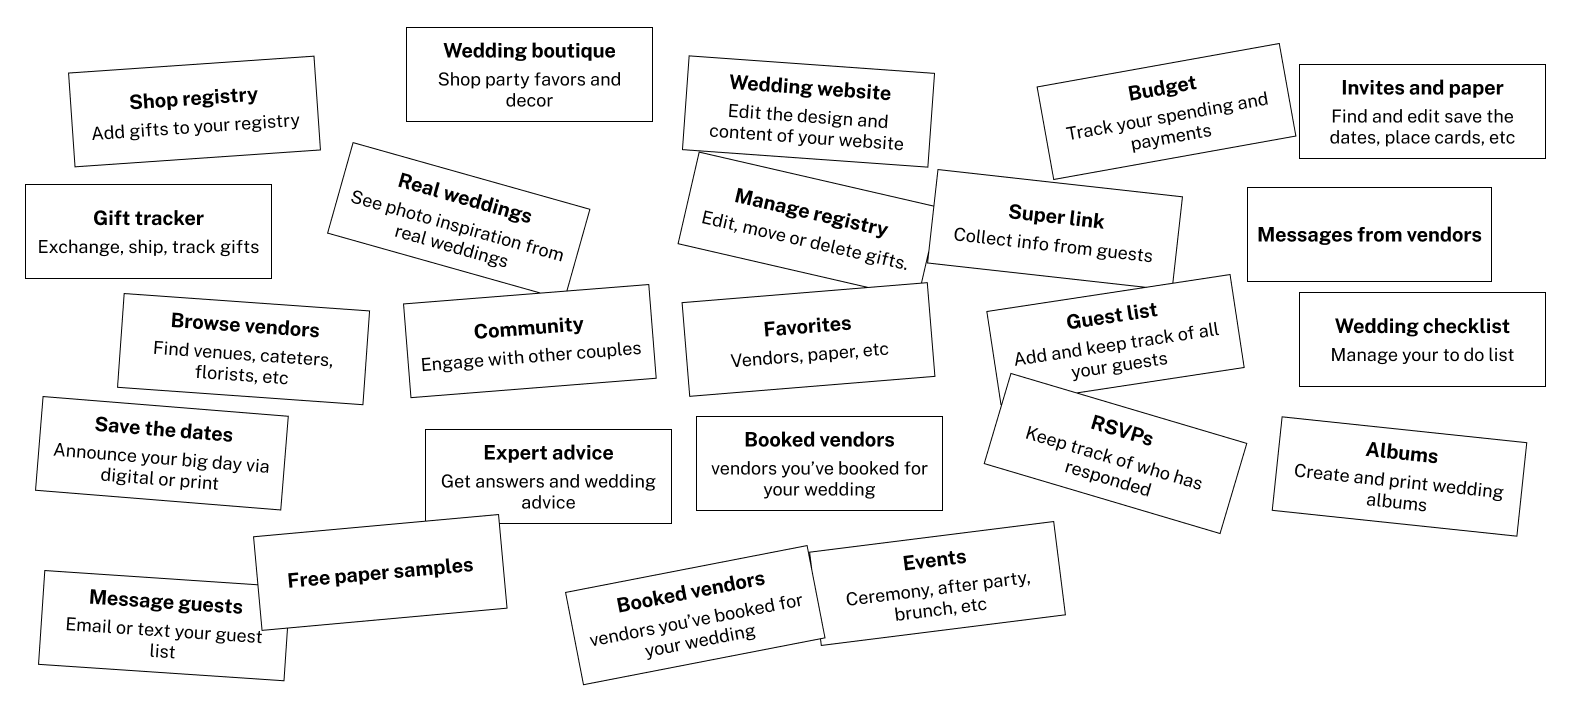 Wedding boutique
Shop party favors and
decor
Shop registry
Add gifts to your registry
Wedding website
Edit the design and
content of your website
Budget
Track your spending and
payments
Invites and paper
Find and edit save the
dates, place cards, etc
Gift tracker
Exchange, ship, track gifts
Real weddings
See photo inspiration from
real weddings
Manage registry
Edit, move or delete gifts.
Super link
Collect info from guests
Messages from vendors
Browse vendors
Find venues, cateters,
florists, etc
Community
Engage with other couples
Favorites
Vendors, paper, etc
Guest list
Add and keep track of all
your guests
Wedding checklist
Manage your to do list
Save the dates
Announce your big day via
digital or print
Expert advice
Get answers and wedding
advice
Booked vendors
vendors you’ve booked for
your wedding
RSVPs
Keep track of who has
responded
Albums
Create and print wedding
albums
Message guests
Email or text your guest
list
Free paper samples
Booked vendors
vendors you’ve booked for
your wedding
Events
Ceremony, after party,
brunch, etc